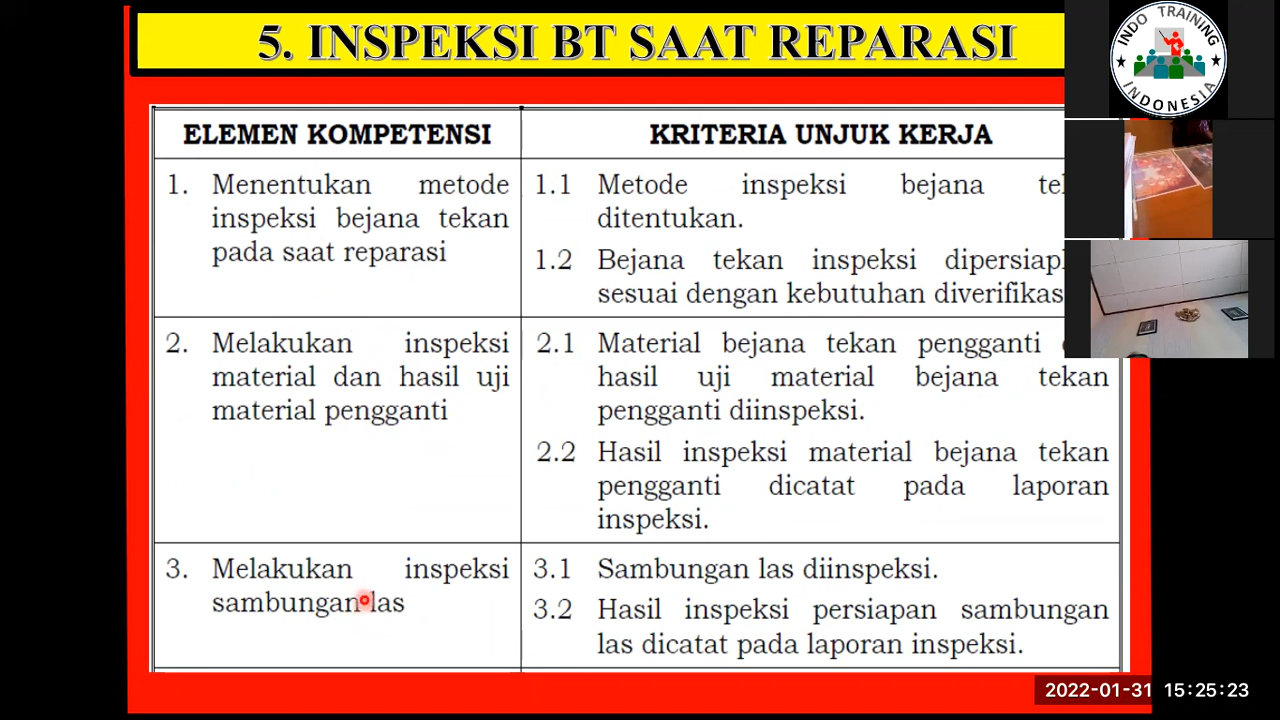 5. INSPEKSI BT SAAT REPARASI
INDO TRAINING
INDONESIA
ELEMEN KOMPETENSI
KRITERIA UNJUK KERJA
1. Menentukan metode
inspeksi bejana tekan
pada saat reparasi
1.1 Metode inspeksi bejana
ditentukan.
1.2 Bejana tekan inspeksi
sesuai dengan kebutuhan
2. Melakukan inspeksi
material dan hasil uji
material pengganti
2.1 Material bejana tekan pengganti
hasil uji material bejana tekan
pengganti diinspeksi.
2.2 Hasil inspeksi material bejana tekan
pengganti dicatat pada laporan
inspeksi.
3. Melakukan inspeksi
sambungan las
3.1 Sambungan las diinspeksi.
3.2 Hasil inspeksi persiapan sambungan
las dicatat pada laporan inspeksi.
2022-01-31 15:25:23